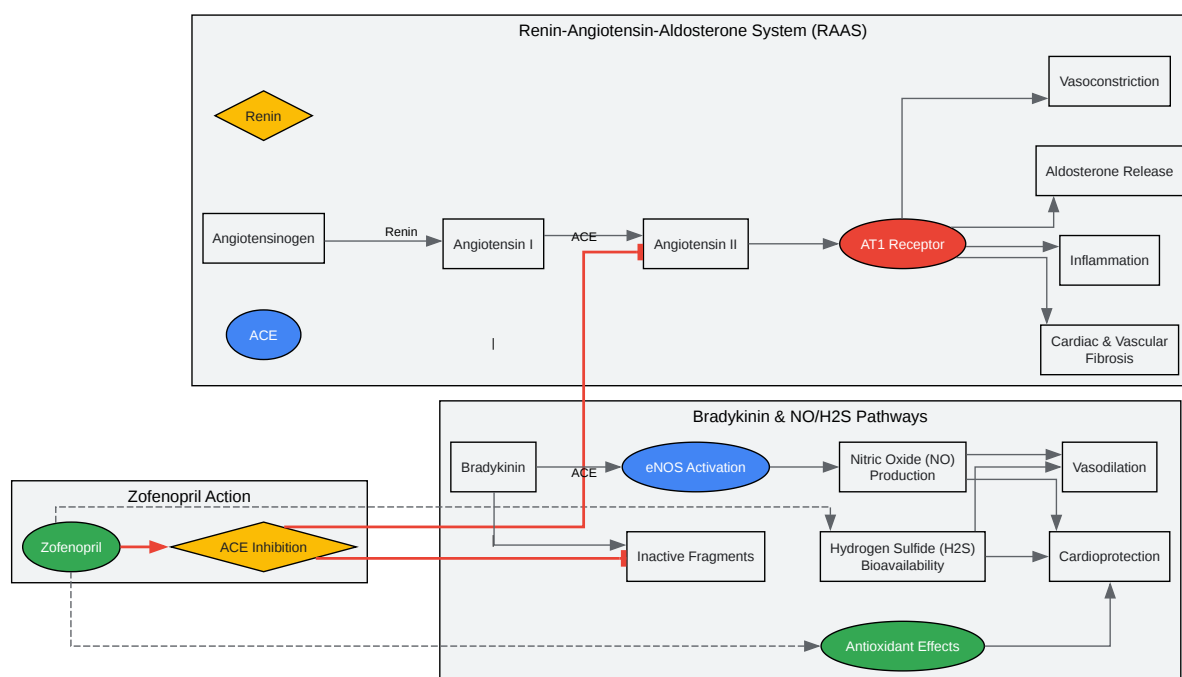 Renin-Angiotensin-Aldosterone System (RAAS)
Vasoconstriction
Renin
Aldosterone Release
Angiotensinogen
Renin
Angiotensin I
ACE
Angiotensin II
AT1 Receptor
Inflammation
ACE
Cardiac & Vascular
Fibrosis
Bradykinin & NO/H2S Pathways
Bradykinin
ACE
eNOS Activation
Nitric Oxide (NO)
Production
Vasodilation
Zofenopril Action
Zofenopril
ACE Inhibition
Inactive Fragments
Hydrogen Sulfide (H2S)
Bioavailability
Cardioprotection
Antioxidant Effects